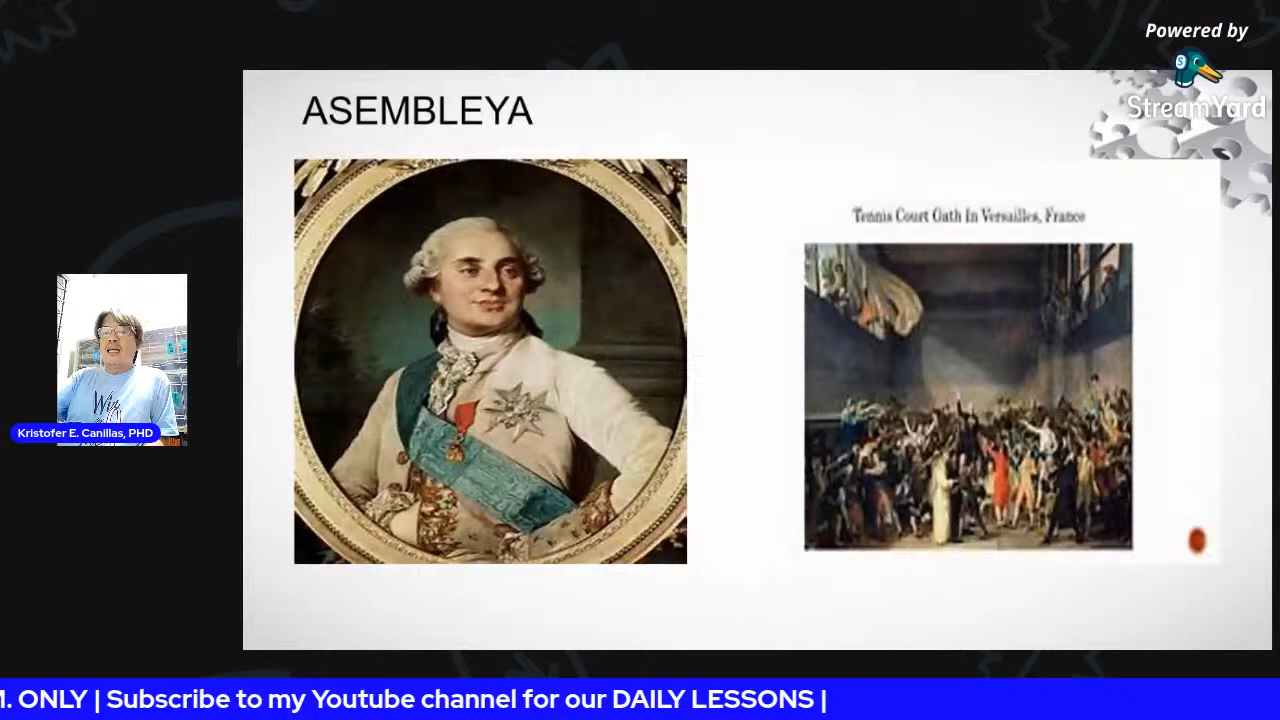 Powered by
StreamYard
ASEMBLEYA
Tennis Court Oath In Versailles, France
Kristofer E. Canillas, PHD
ONLY | Subscribe to my Youtube channel for our DAILY LESSONS |